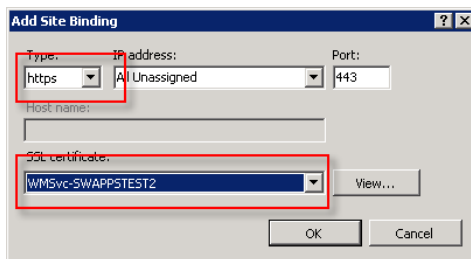 Add Site Binding
Type: IP address: Port:
https All Unassigned 443
Host name:
SSL certificate:
WMSvc-SWAPPSTEST2 View...
OK Cancel